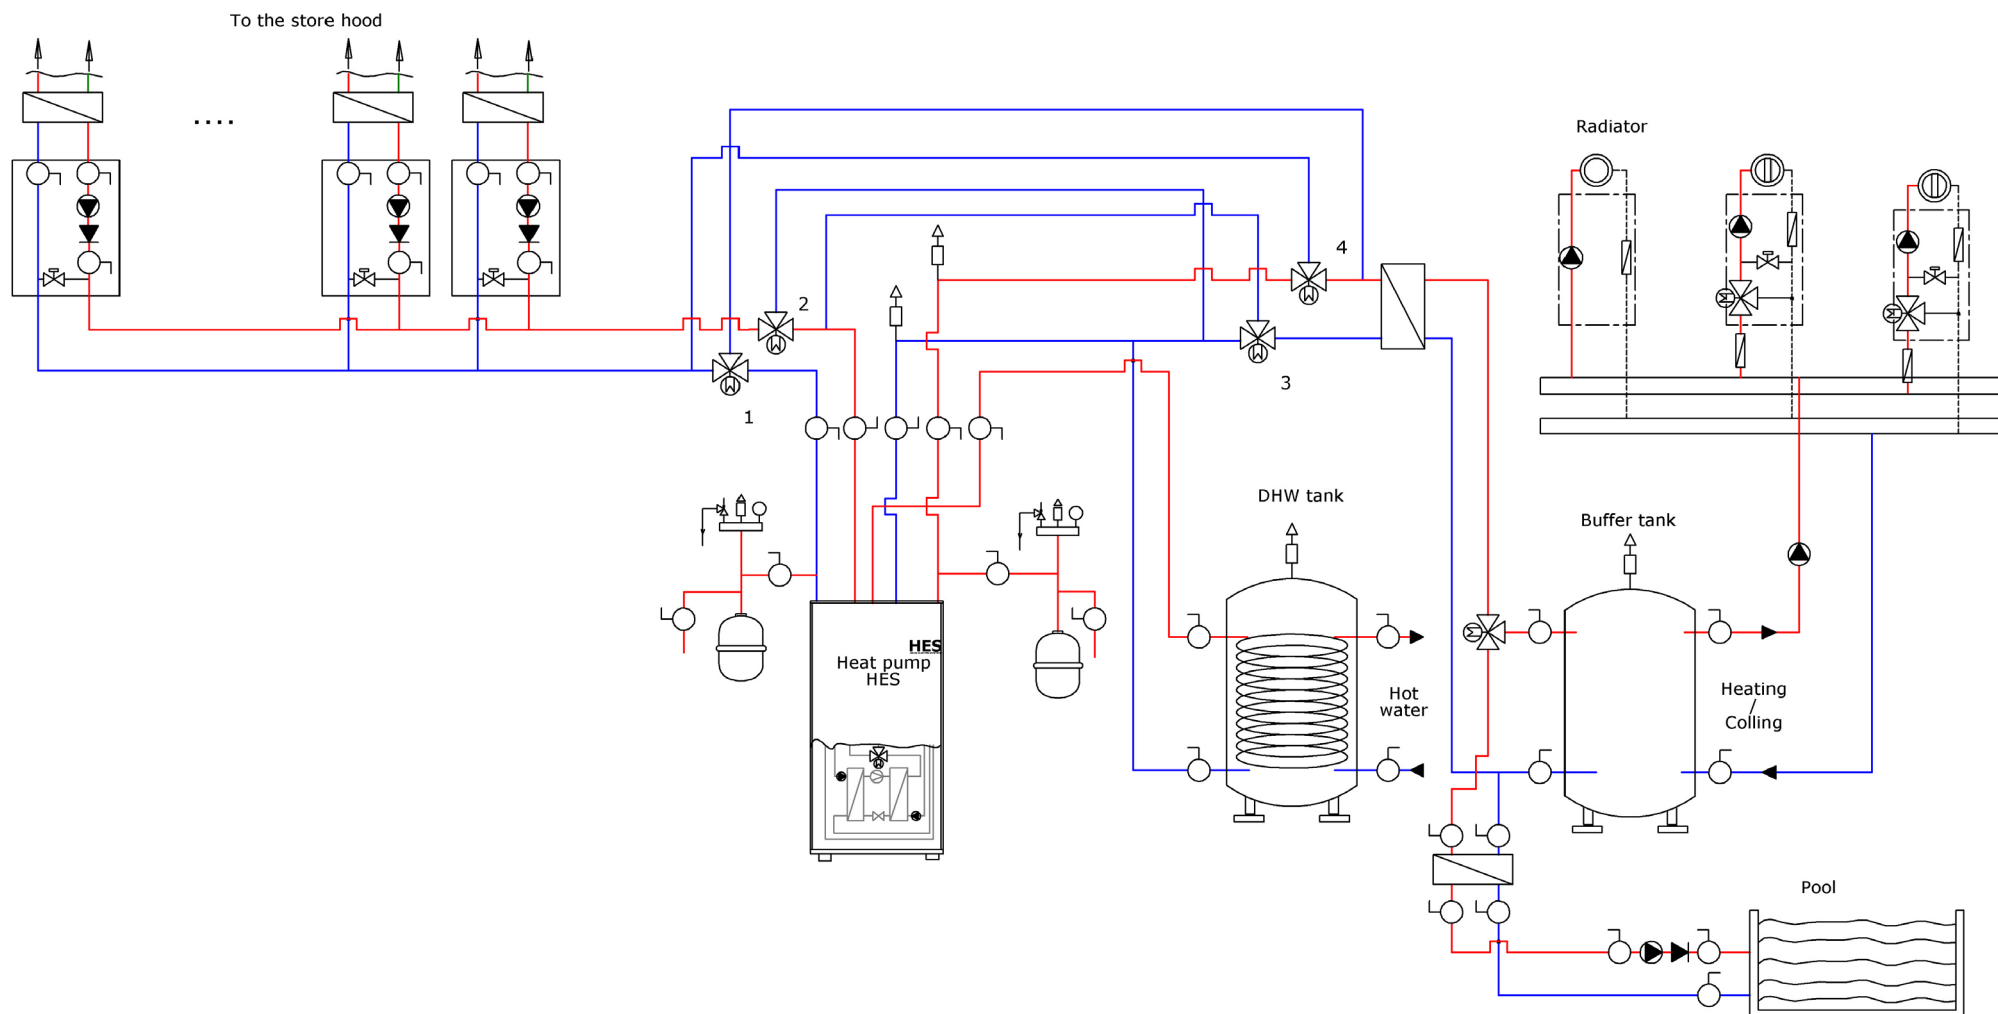 To the store hood
....
Radiator
4
2
3
1
DHW tank
Buffer tank
HES
Heat pump
HES
Hot
water
Heating
/
Colling
Pool